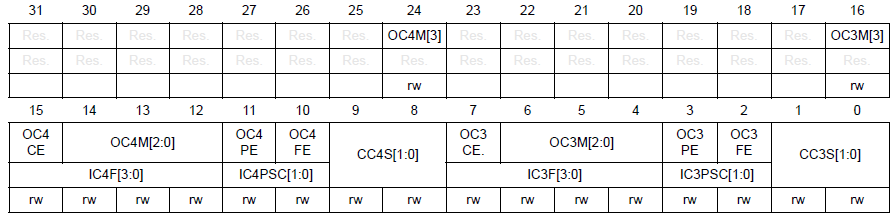 31 30 29 28 27 26 25 24 23 22 21 20 19 18 17 16
Res. Res. Res. Res. Res. Res. Res. OC4M[3] Res. Res. Res. Res. Res. Res. Res. OC3M[3]
Res. Res. Res. Res. Res. Res. Res. Res. Res. Res. Res. Res. Res. Res. Res. Res.
rw rw
15 14 13 12 11 10 9 8 7 6 5 4 3 2 1 0
OC4 CE OC4M[2:0] OC4 PE OC4 FE CC4S[1:0] OC3 CE. OC3M[2:0] OC3 PE OC3 FE CC3S[1:0]
IC4F[3:0] IC4PSC[1:0] IC3F[3:0] IC3PSC[1:0]
rw rw rw rw rw rw rw rw rw rw rw rw rw rw rw rw